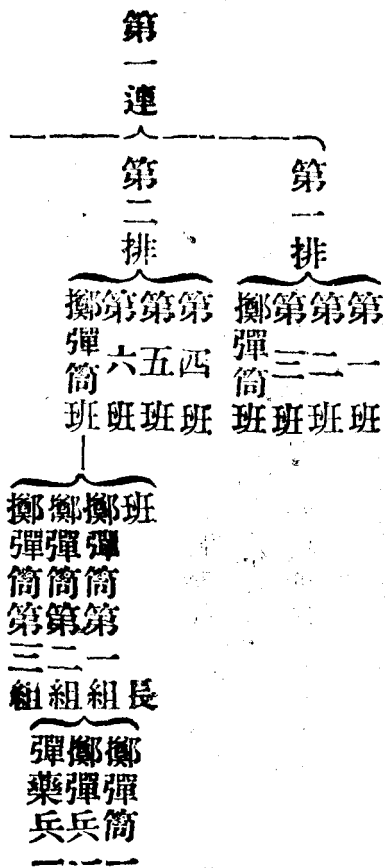 第一連
第一排
第一班
第二班
第三班
擲彈筒班
第二排
第四班
第五班
第六班
擲彈筒班
班長
擲彈筒第一組
擲彈筒第二組
擲彈筒第三組
擲彈筒
擲彈兵
彈藥兵